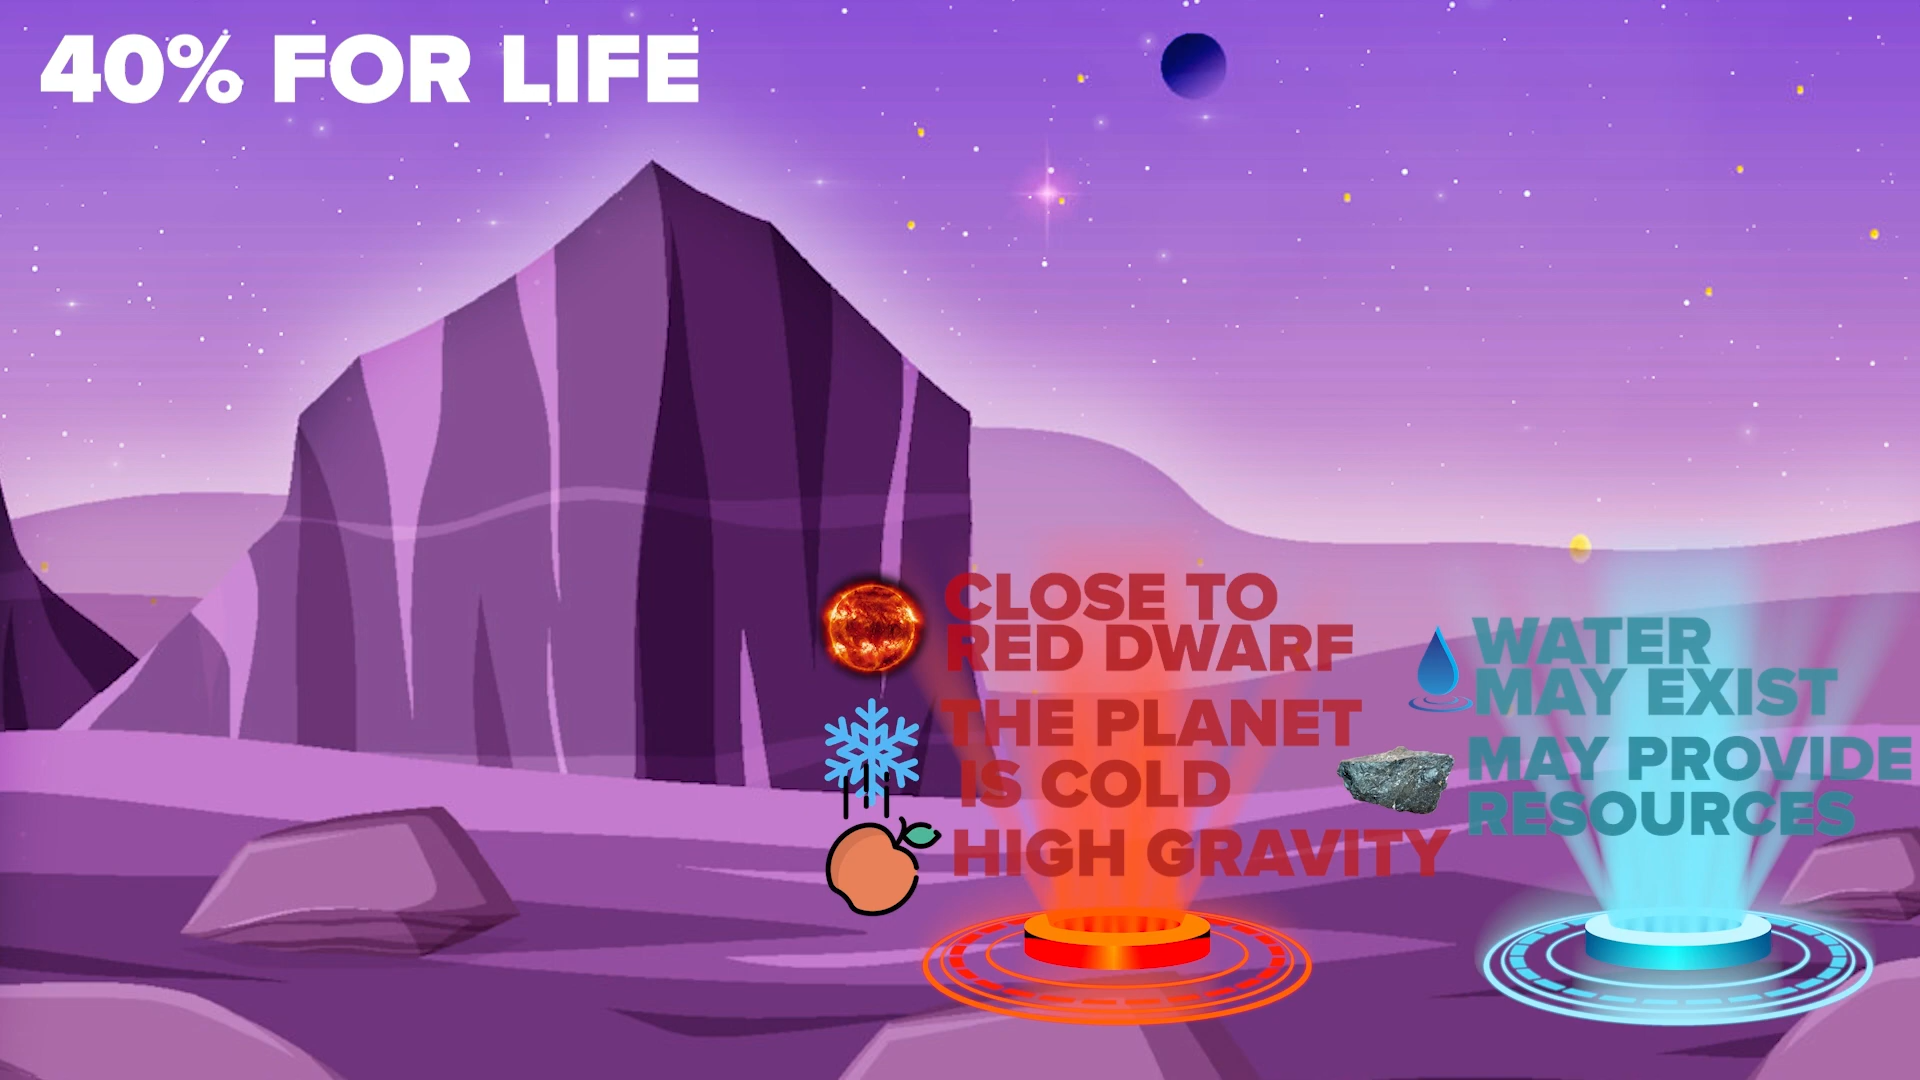 40% FOR LIFE
CLOSE TO
RED DWARF
THE PLANET
IS COLD
HIGH GRAVITY
WATER
MAY EXIST
MAY PROVIDE
RESOURCES